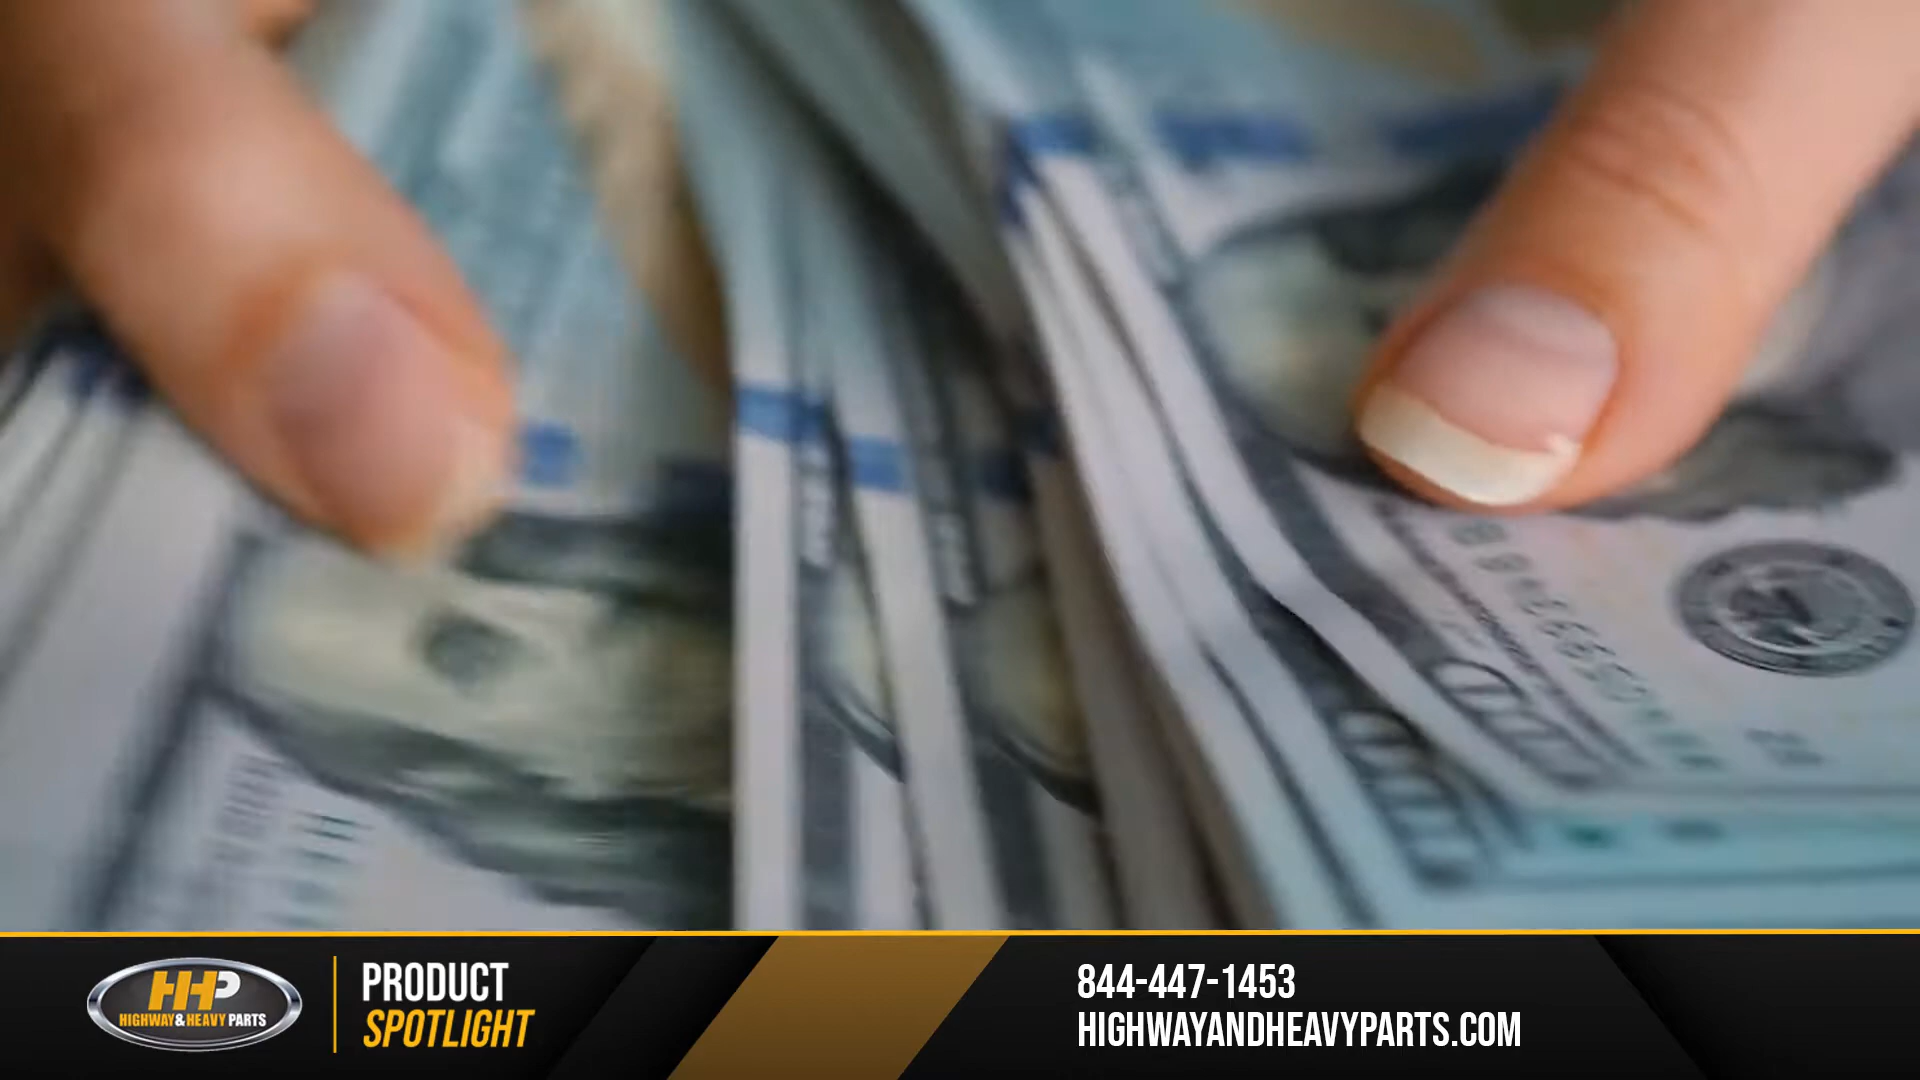 HHP
HIGHWAY & HEAVY PARTS
PRODUCT
SPOTLIGHT
844-447-1453
HIGHWAYANDHEAVYPARTS.COM